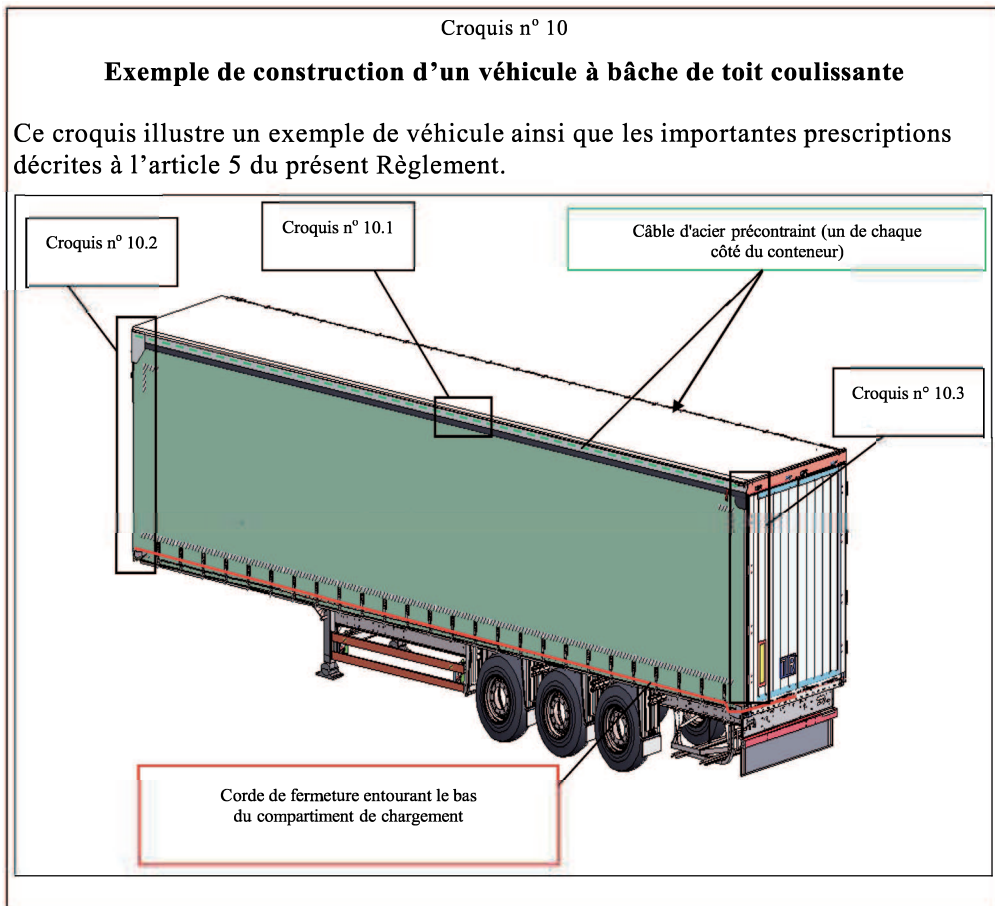 Croquis nº 10
Exemple de construction d’un véhicule à bâche de toit coulissante
Ce croquis illustre un exemple de véhicule ainsi que les importantes prescriptions
décrites à l’article 5 du présent Règlement.
Croquis nº 10.2
Croquis nº 10.1
Câble d'acier précontraint (un de chaque
côté du conteneur)
Croquis n° 10.3
Corde de fermeture entourant le bas
du compartiment de chargement